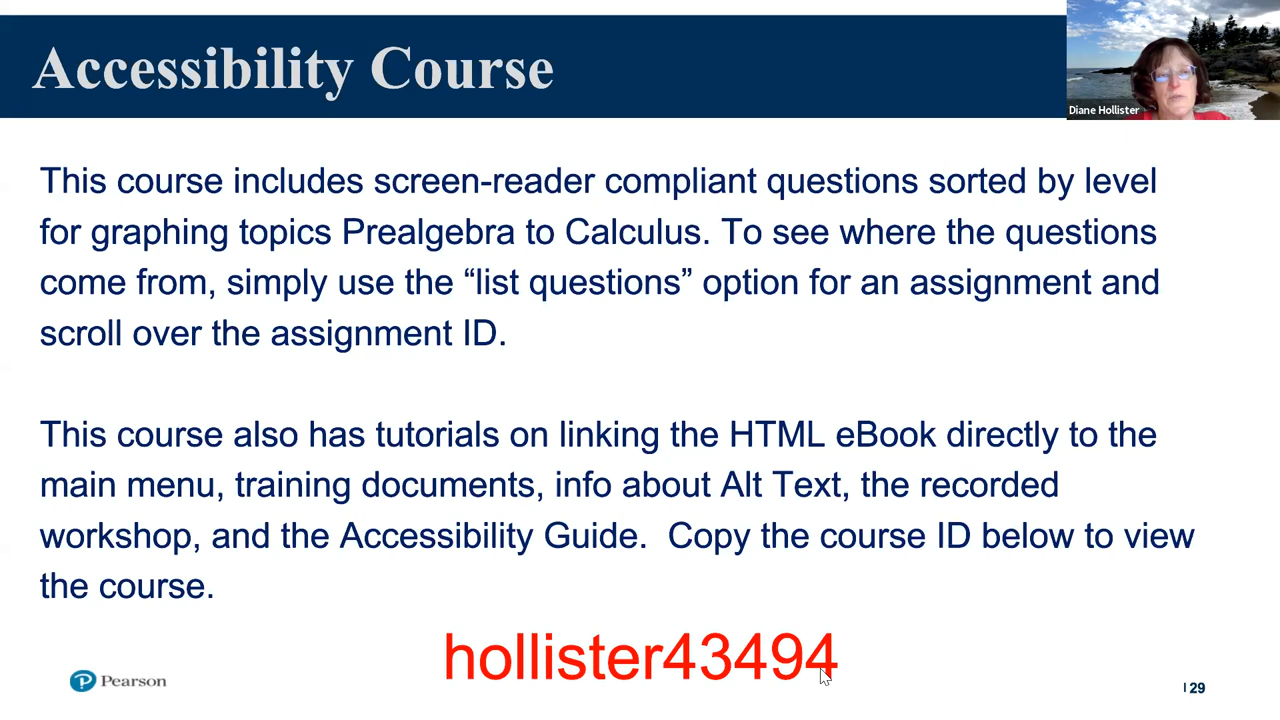 Accessibility Course
Diane Hollister
This course includes screen-reader compliant questions sorted by level
for graphing topics Prealgebra to Calculus. To see where the questions
come from, simply use the “list questions” option for an assignment and
scroll over the assignment ID.
This course also has tutorials on linking the HTML eBook directly to the
main menu, training documents, info about Alt Text, the recorded
workshop, and the Accessibility Guide.  Copy the course ID below to view
the course.
hollister43494
Pearson
29